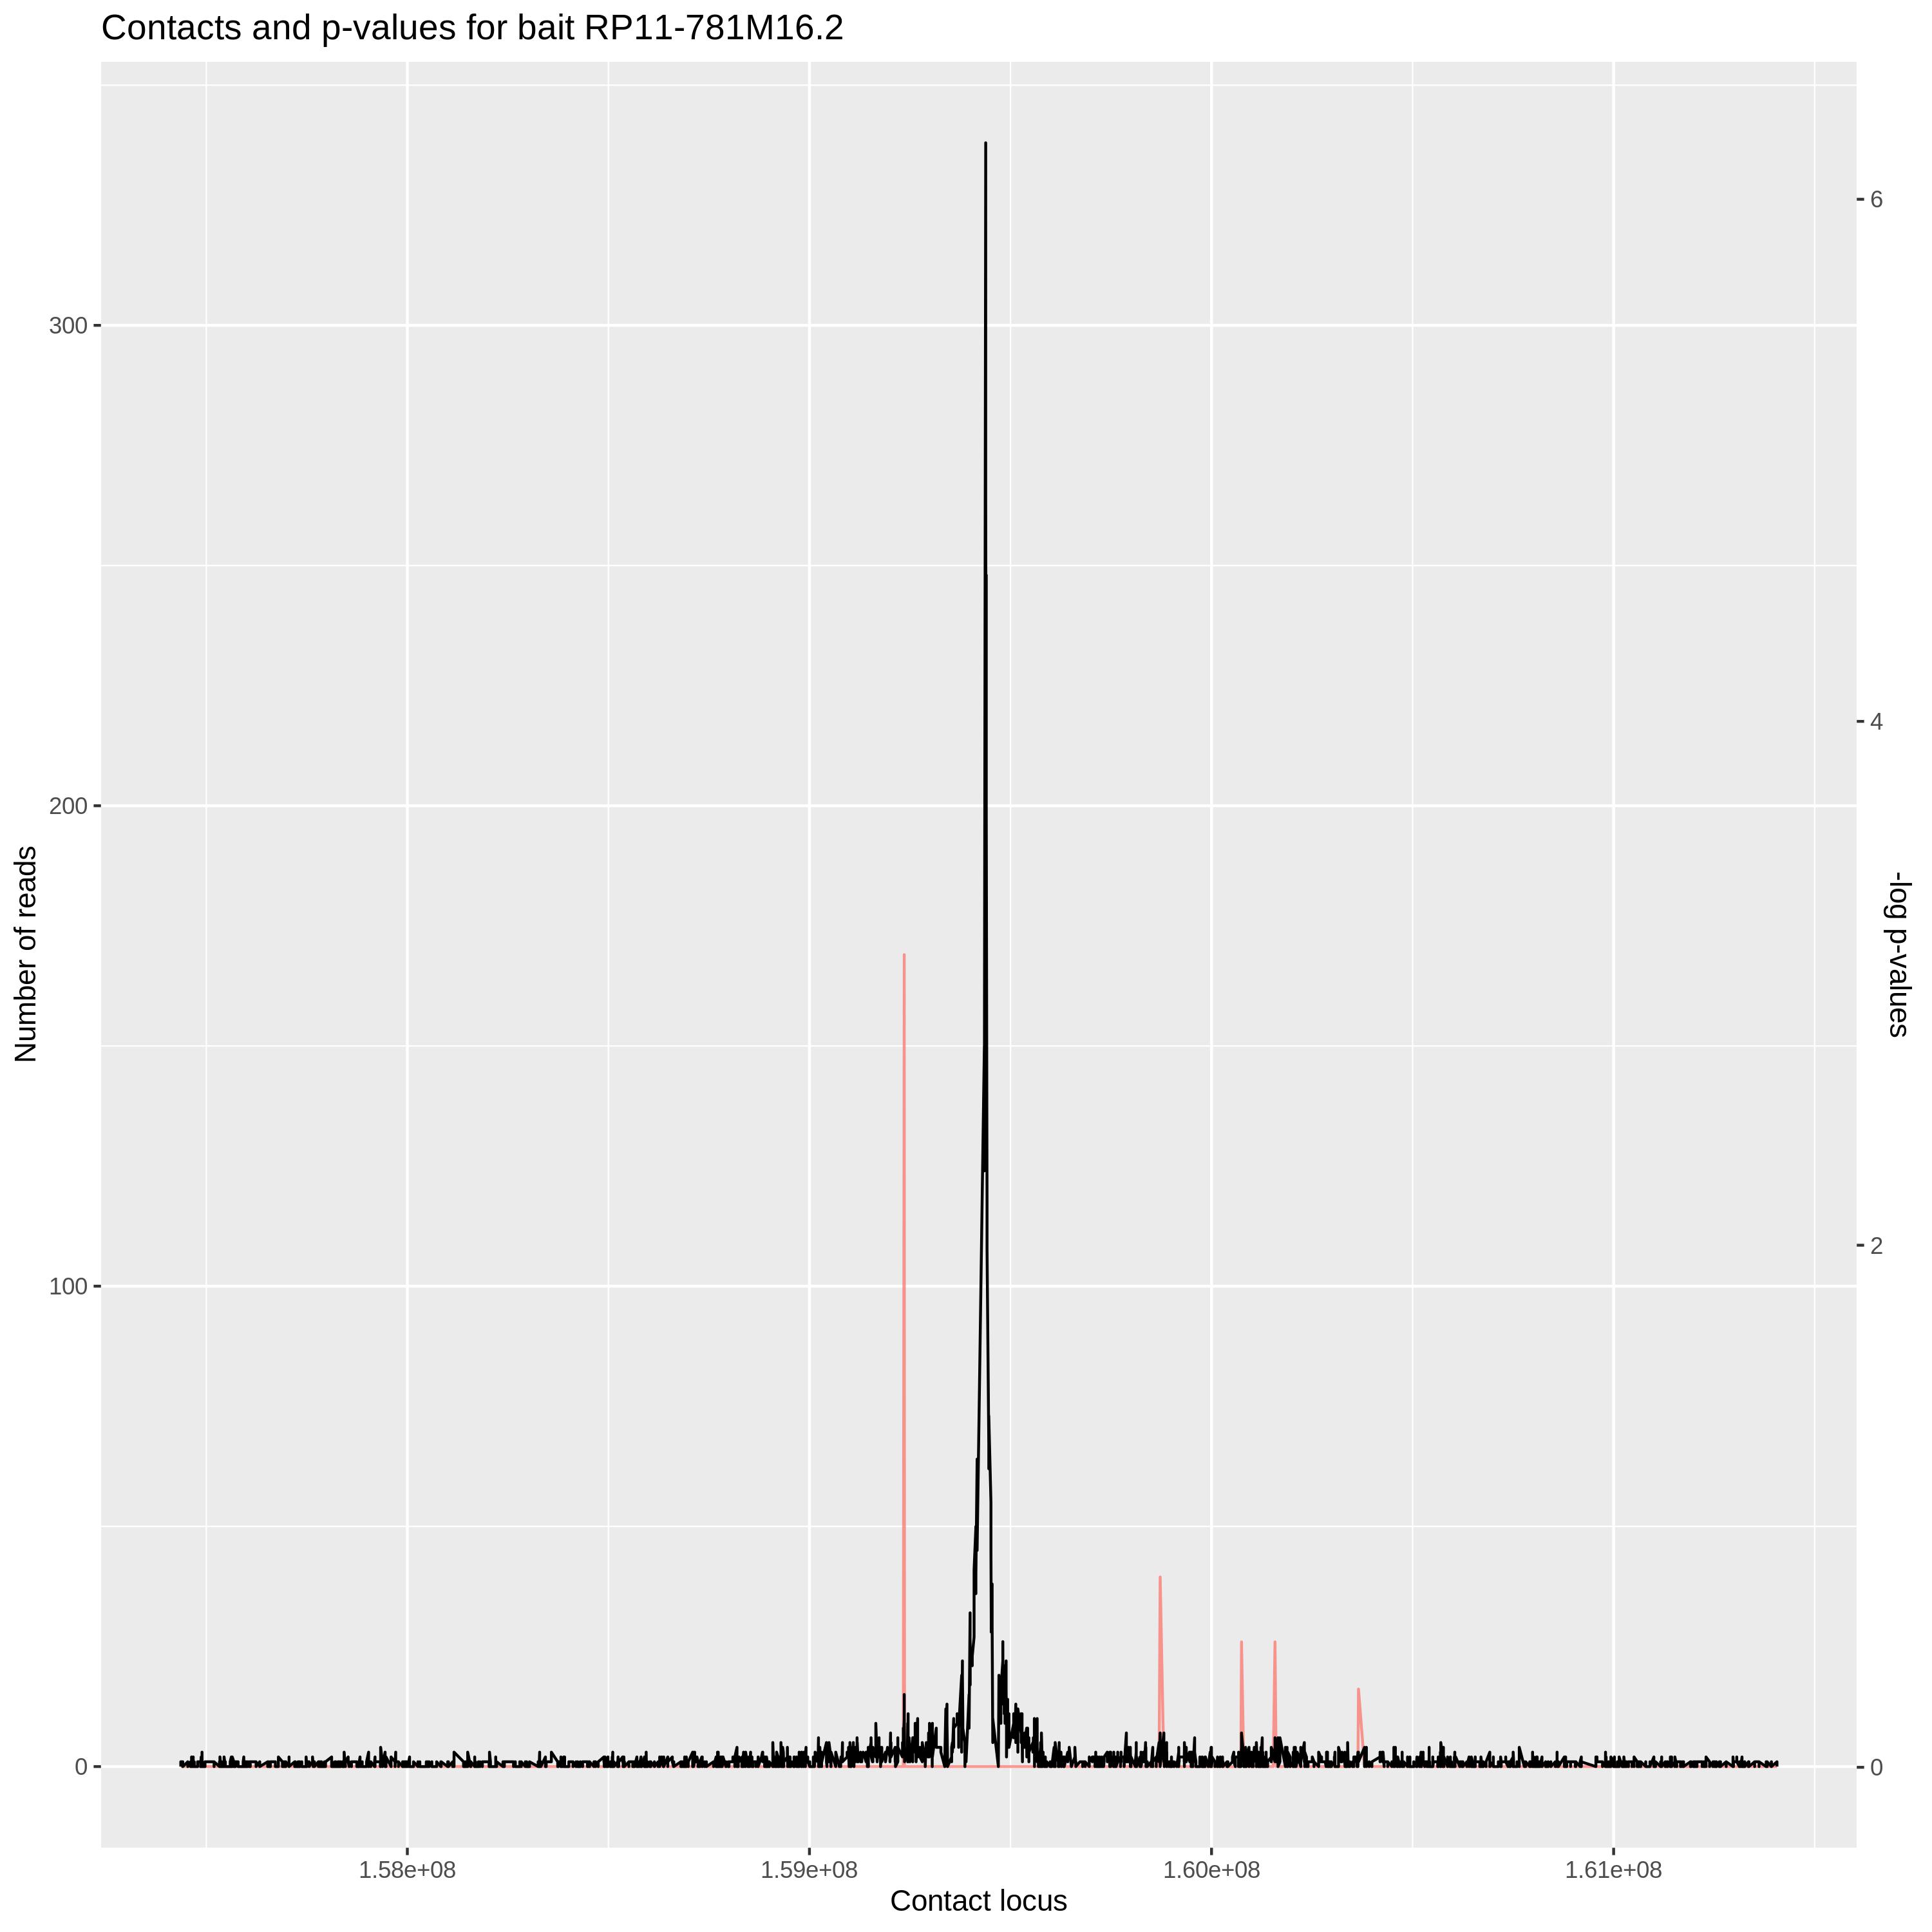 Contacts and p-values for bait RP11-781M16.2
300
200
100
0
6
4
2
0
Number of reads
-log p-values
1.58e+08 1.59e+08 1.60e+08 1.61e+08
Contact locus